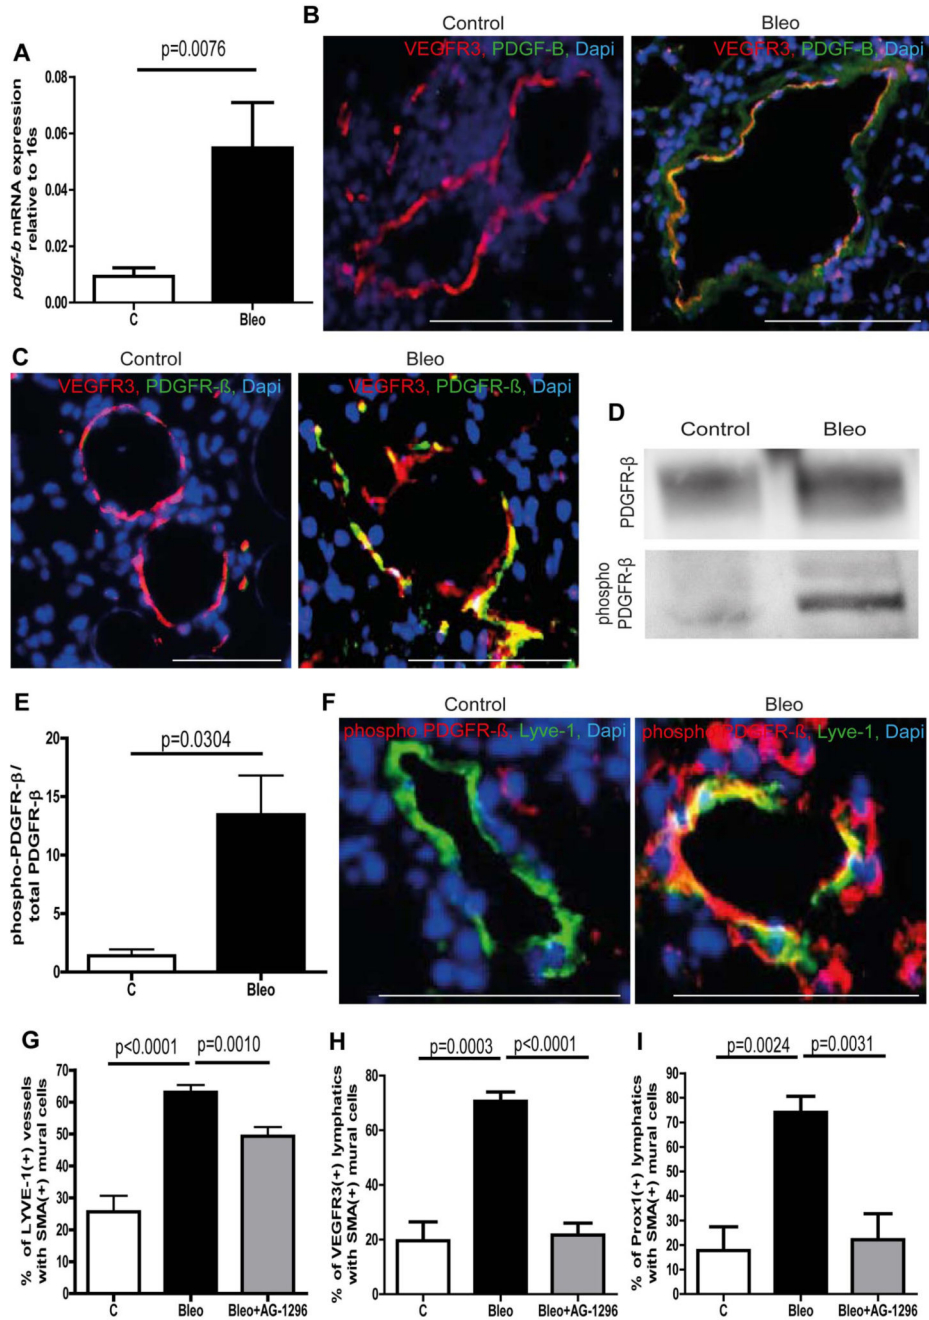 A
p=0.0076
pdgf-b mRNA expression
relative to 16s
0.08
0.06
0.04
0.02
0.00
C
Bleo
B
Control
Bleo
VEGFR3, PDGF-B, Dapi
VEGFR3, PDGF-B, Dapi
C
Control
Bleo
VEGFR3, PDGFR-ß, Dapi
VEGFR3, PDGFR-ß, Dapi
D
Control
Bleo
PDGFR-β
phospho
PDGFR-β
E
p=0.0304
phospho-PDGFR-β/
total PDGFR-β
20
15
10
5
0
C
Bleo
F
Control
Bleo
phospho PDGFR-ß, Lyve-1, Dapi
phospho PDGFR-ß, Lyve-1, Dapi
G
p<0.0001
p=0.0010
% of LYVE-1(+) vessels
with SMA(+) mural cells
70
60
50
40
30
20
10
0
C
Bleo
Bleo+AG-1296
H
p=0.0003
p<0.0001
% of VEGFR3(+) lymphatics
with SMA(+) mural cells
80
60
40
20
0
C
Bleo
Bleo+AG-1296
I
p=0.0024
p=0.0031
% of Prox1(+) lymphatics
with SMA(+) mural cells
90
80
70
60
50
40
30
20
10
0
C
Bleo
Bleo+AG-1296